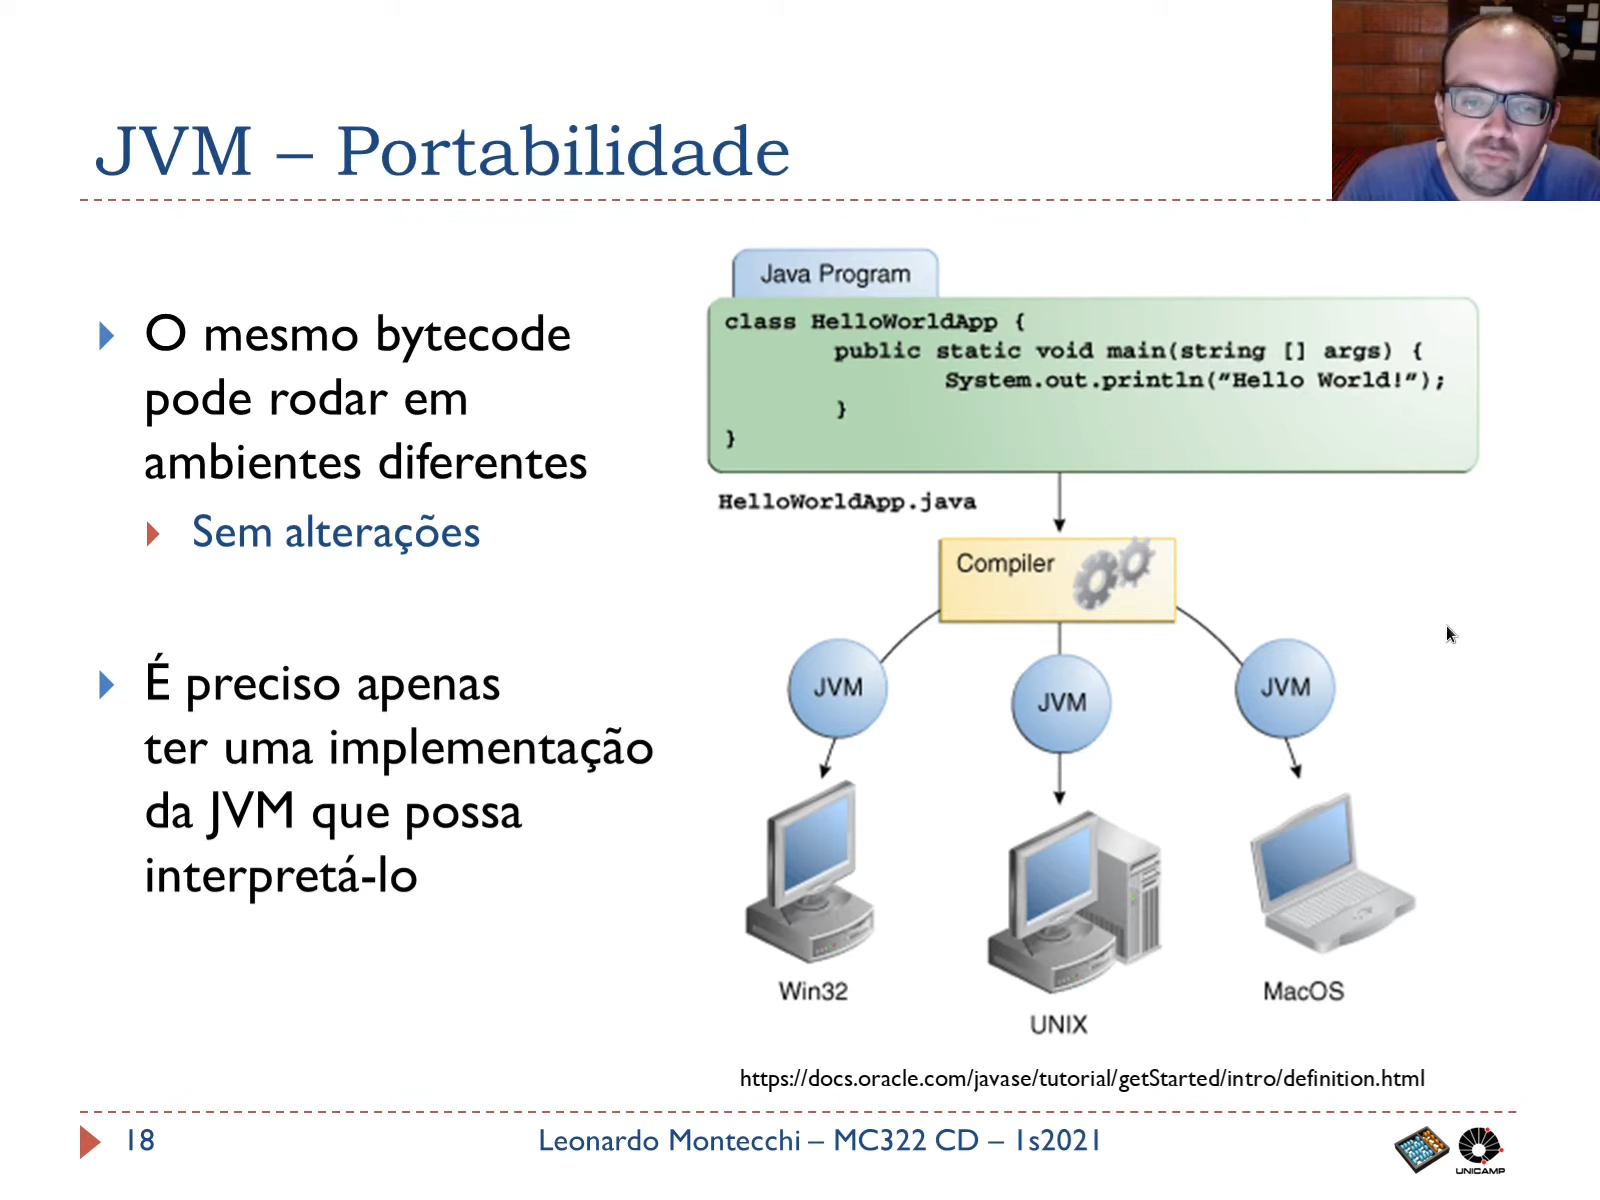 JVM – Portabilidade
O mesmo bytecode
pode rodar em
ambientes diferentes
Sem alterações
É preciso apenas
ter uma implementação
da JVM que possa
interpretá-lo
Java Program
class HelloWorldApp {
public static void main(string [] args) {
System.out.println("Hello World!");
}
}
HelloWorldApp.java
Compiler
JVM
JVM
JVM
Win32
UNIX
MacOS
https://docs.oracle.com/javase/tutorial/getStarted/intro/definition.html
18
Leonardo Montecchi – MC322 CD – 1s2021
UNICAMP